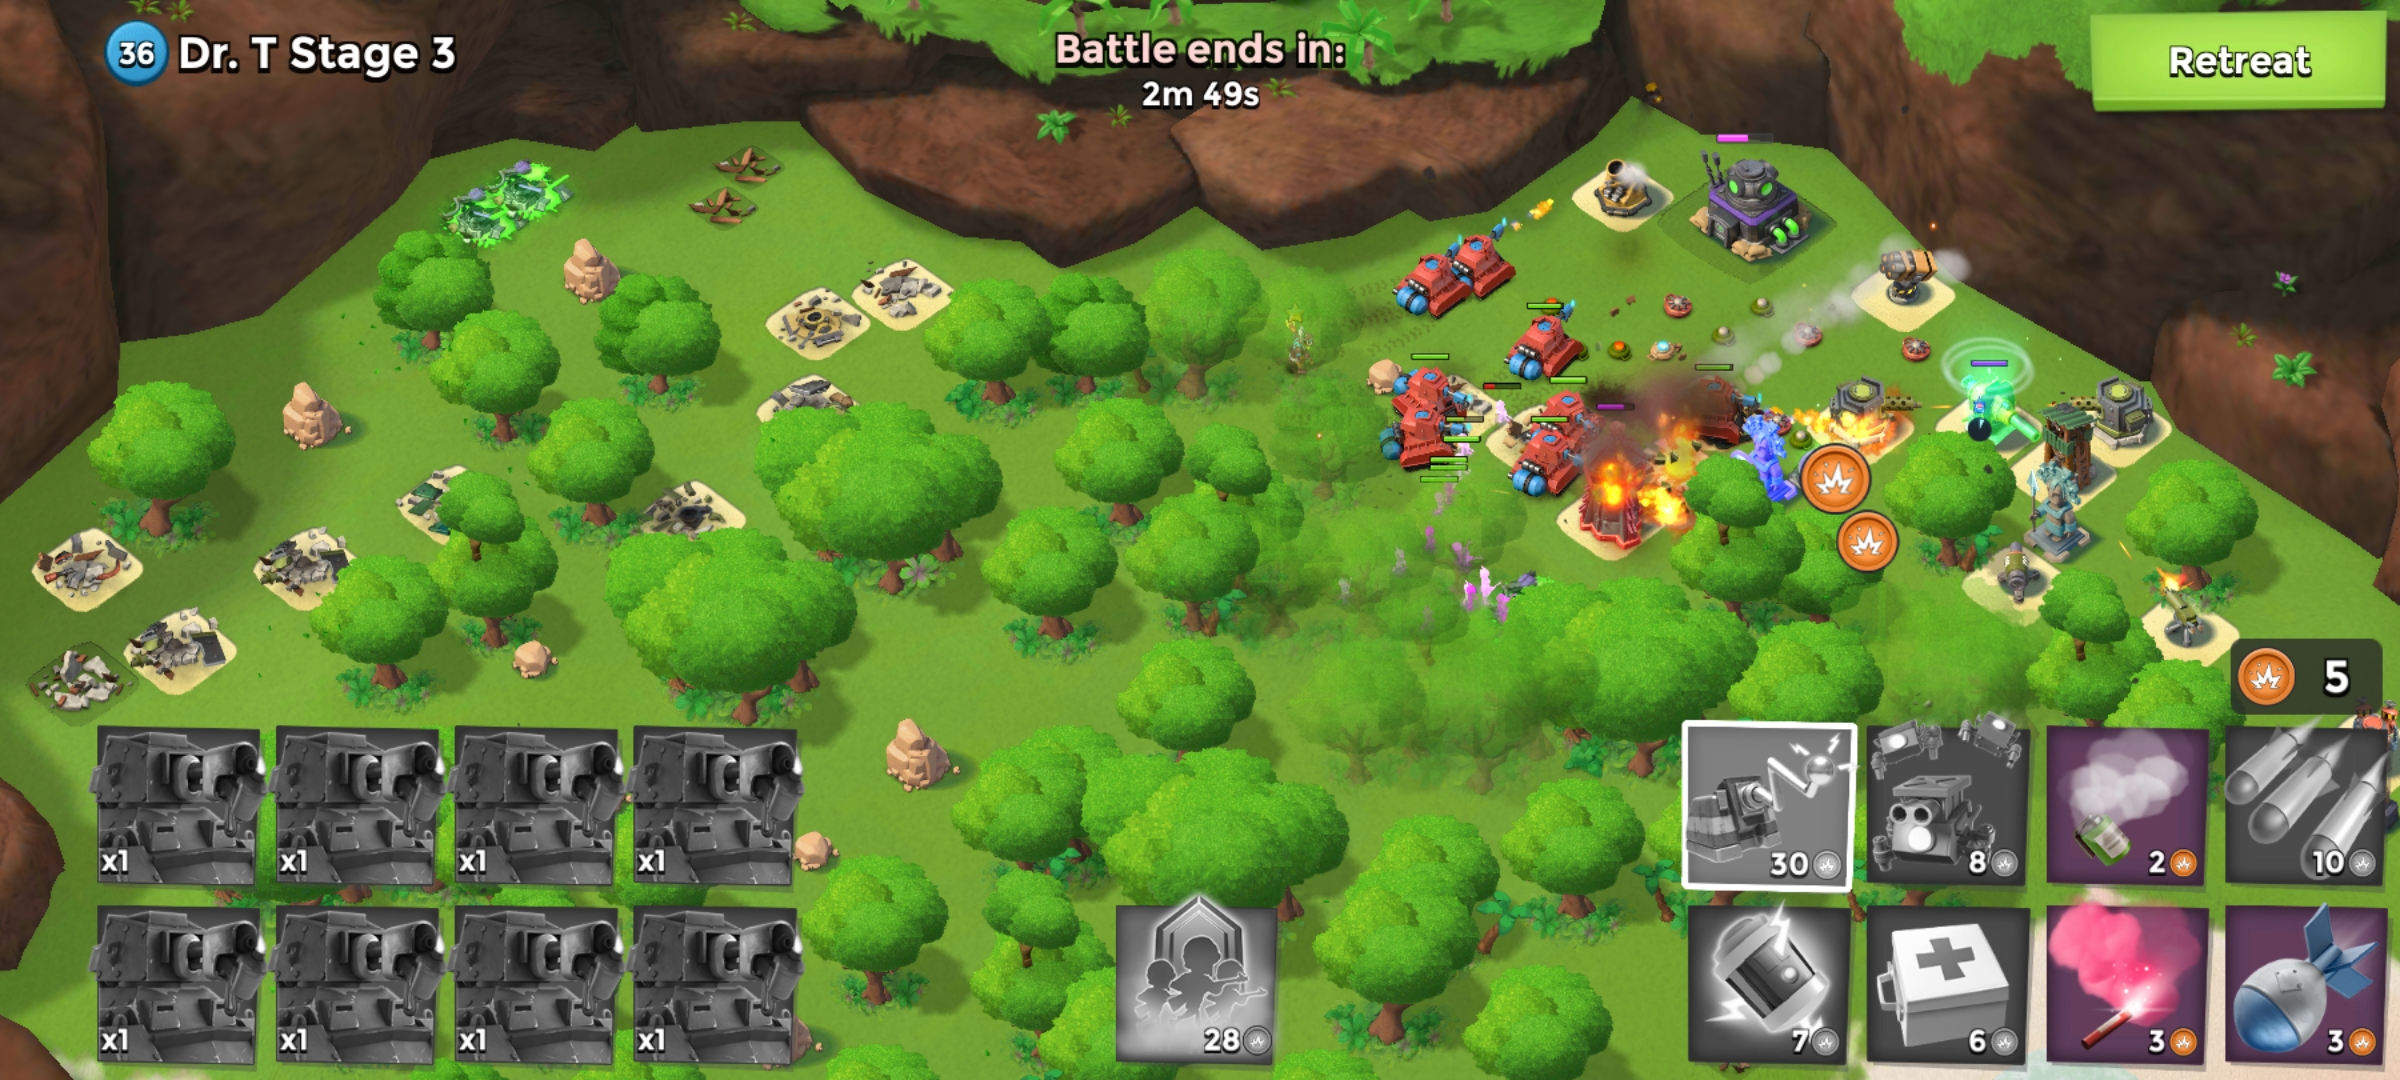 36 Dr. T Stage 3
Battle ends in:
2m 49s
Retreat
5
x1 x1 x1 x1
30 8 2 10
x1 x1 x1 x1
28
7 6 3 3